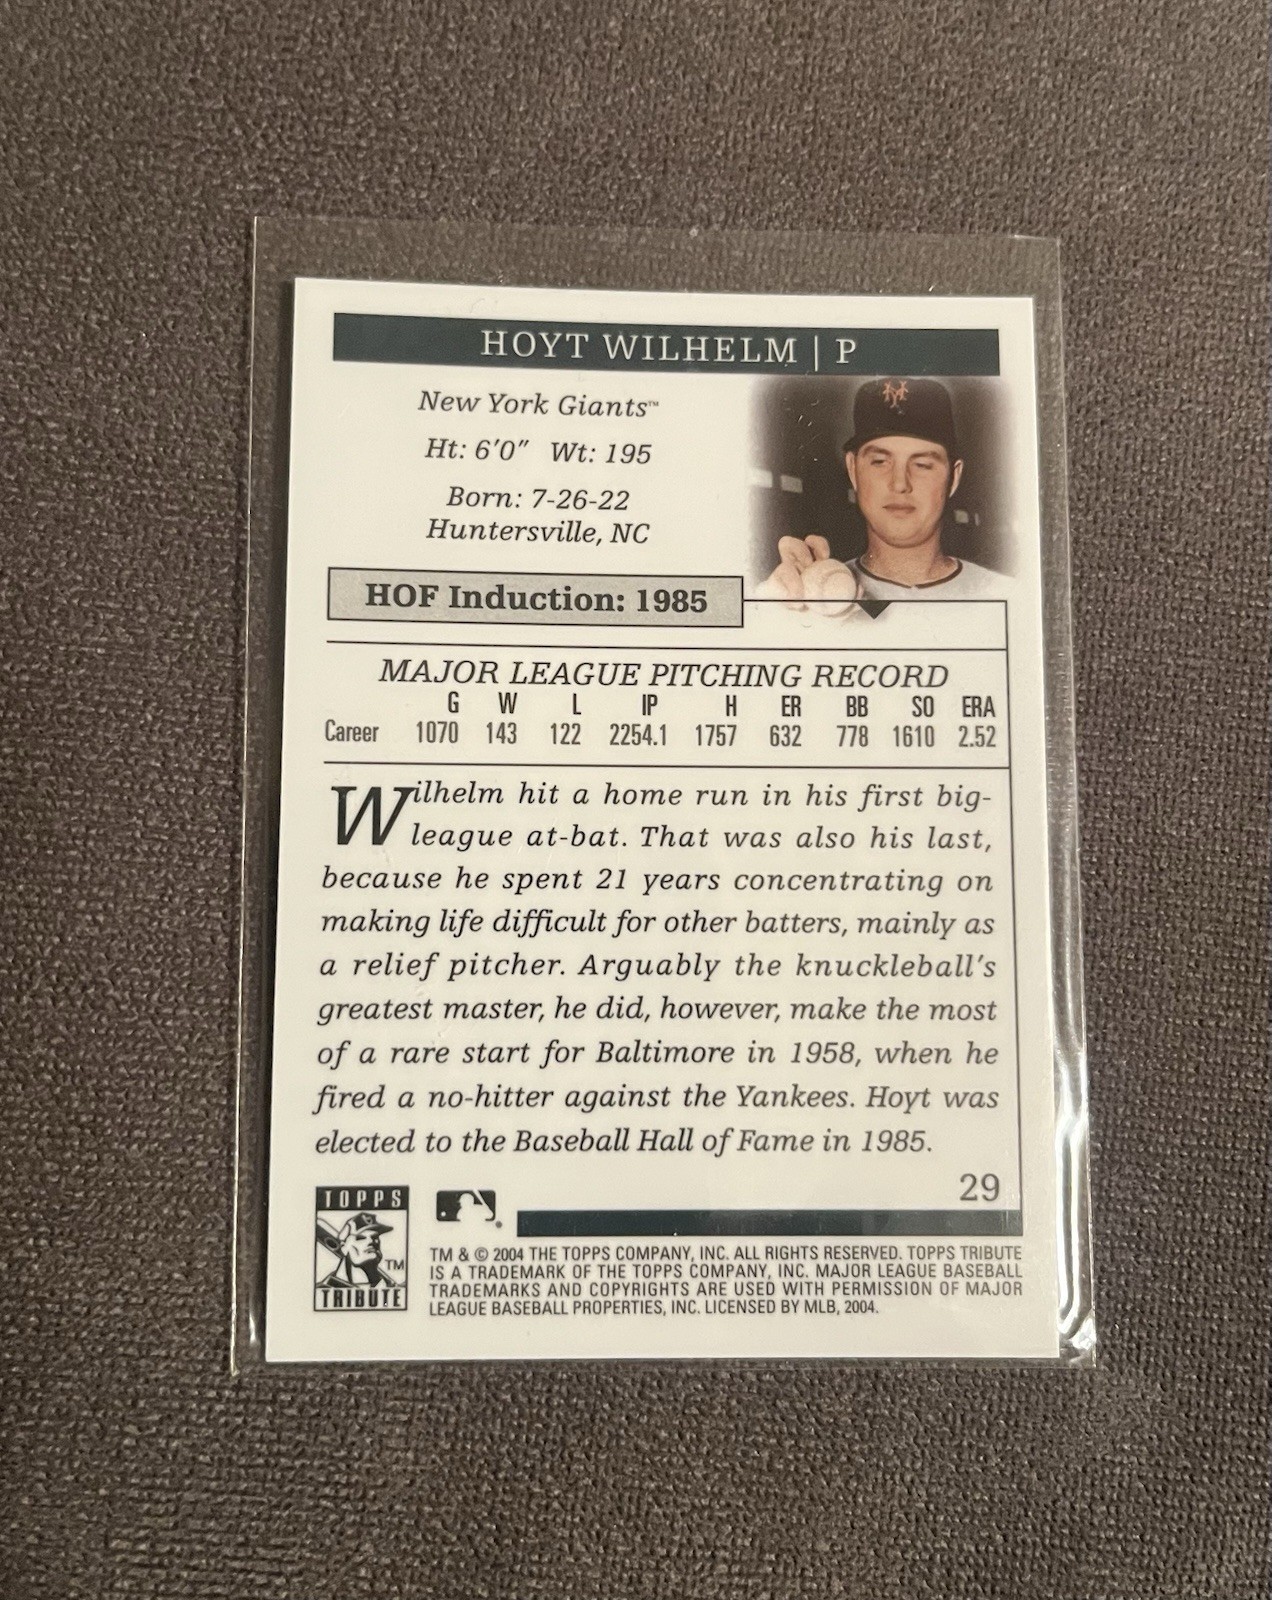 HOYT WILHELM | P
New York Giants™
Ht: 6'0" Wt: 195
Born: 7-26-22
Huntersville, NC
HOF Induction: 1985
MAJOR LEAGUE PITCHING RECORD
G W L IP H ER BB SO ERA
Career 1070 143 122 2254.1 1757 632 778 1610 2.52
Wilhelm hit a home run in his first big-
league at-bat. That was also his last,
because he spent 21 years concentrating on
making life difficult for other batters, mainly as
a relief pitcher. Arguably the knuckleball's
greatest master, he did, however, make the most
of a rare start for Baltimore in 1958, when he
fired a no-hitter against the Yankees. Hoyt was
elected to the Baseball Hall of Fame in 1985.
29
TOPPS
TM
TRIBUTE
TM & © 2004 THE TOPPS COMPANY, INC. ALL RIGHTS RESERVED. TOPPS TRIBUTE
IS A TRADEMARK OF THE TOPPS COMPANY, INC. MAJOR LEAGUE BASEBALL
TRADEMARKS AND COPYRIGHTS ARE USED WITH PERMISSION OF MAJOR
LEAGUE BASEBALL PROPERTIES, INC. LICENSED BY MLB, 2004.